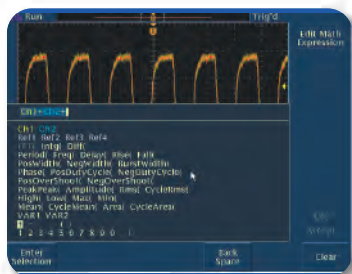 Run
Trig'd
Edit Math
Expression
Ch1+Ch2+
Ch1 Ch2
Ref1 Ref2 Ref3 Ref4
Intg( Diff(
Period( Freq( Delay( Rise( Fall(
PosWidth( NegWidth( BurstWidth(
Phase( PosDutyCycle( NegDutyCycle(
PosOverShoot( NegOverShoot(
PeakPeak( Amplitude( Rms( CycleRms(
High( Low( Max( Min(
Mean( CycleMean( Area( CycleArea(
VAR1 VAR2
( )
1 2 3 4 5 6 7 8 9 0 .
OK
Accept
Enter
Selection
Back
Space
Clear